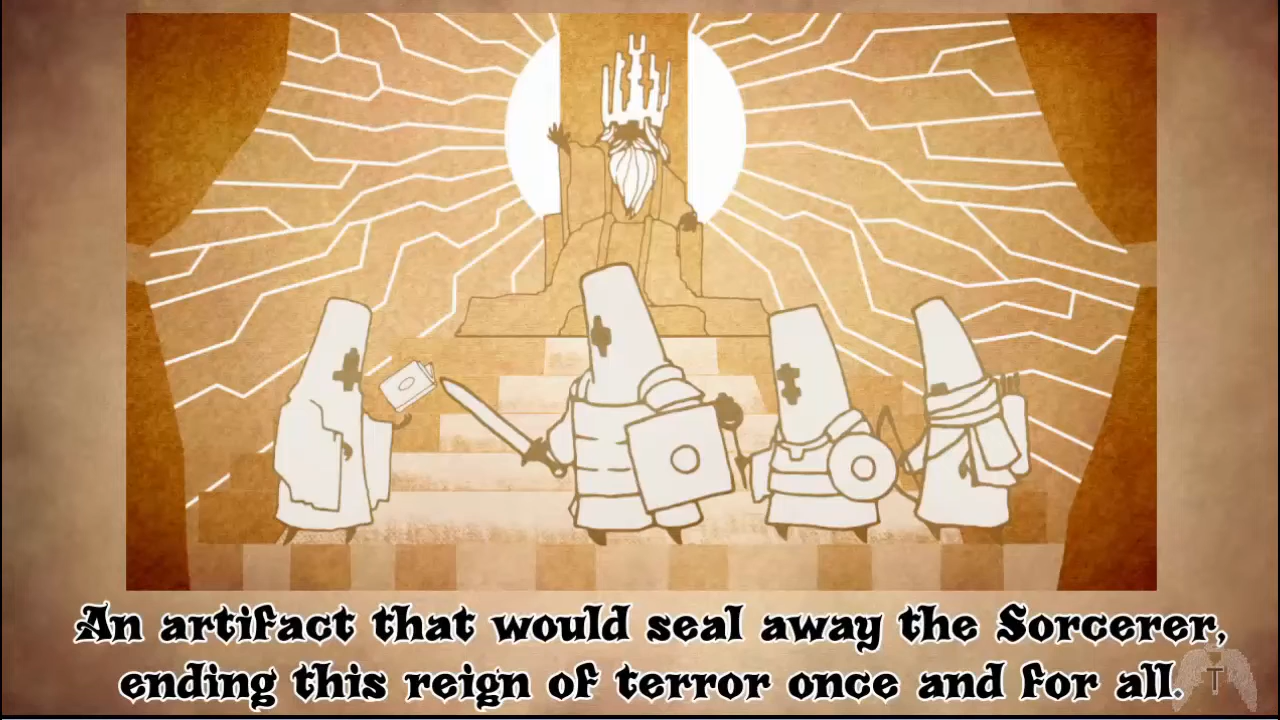 An artifact that would seal away the Sorcerer,
ending this reign of terror once and for all.